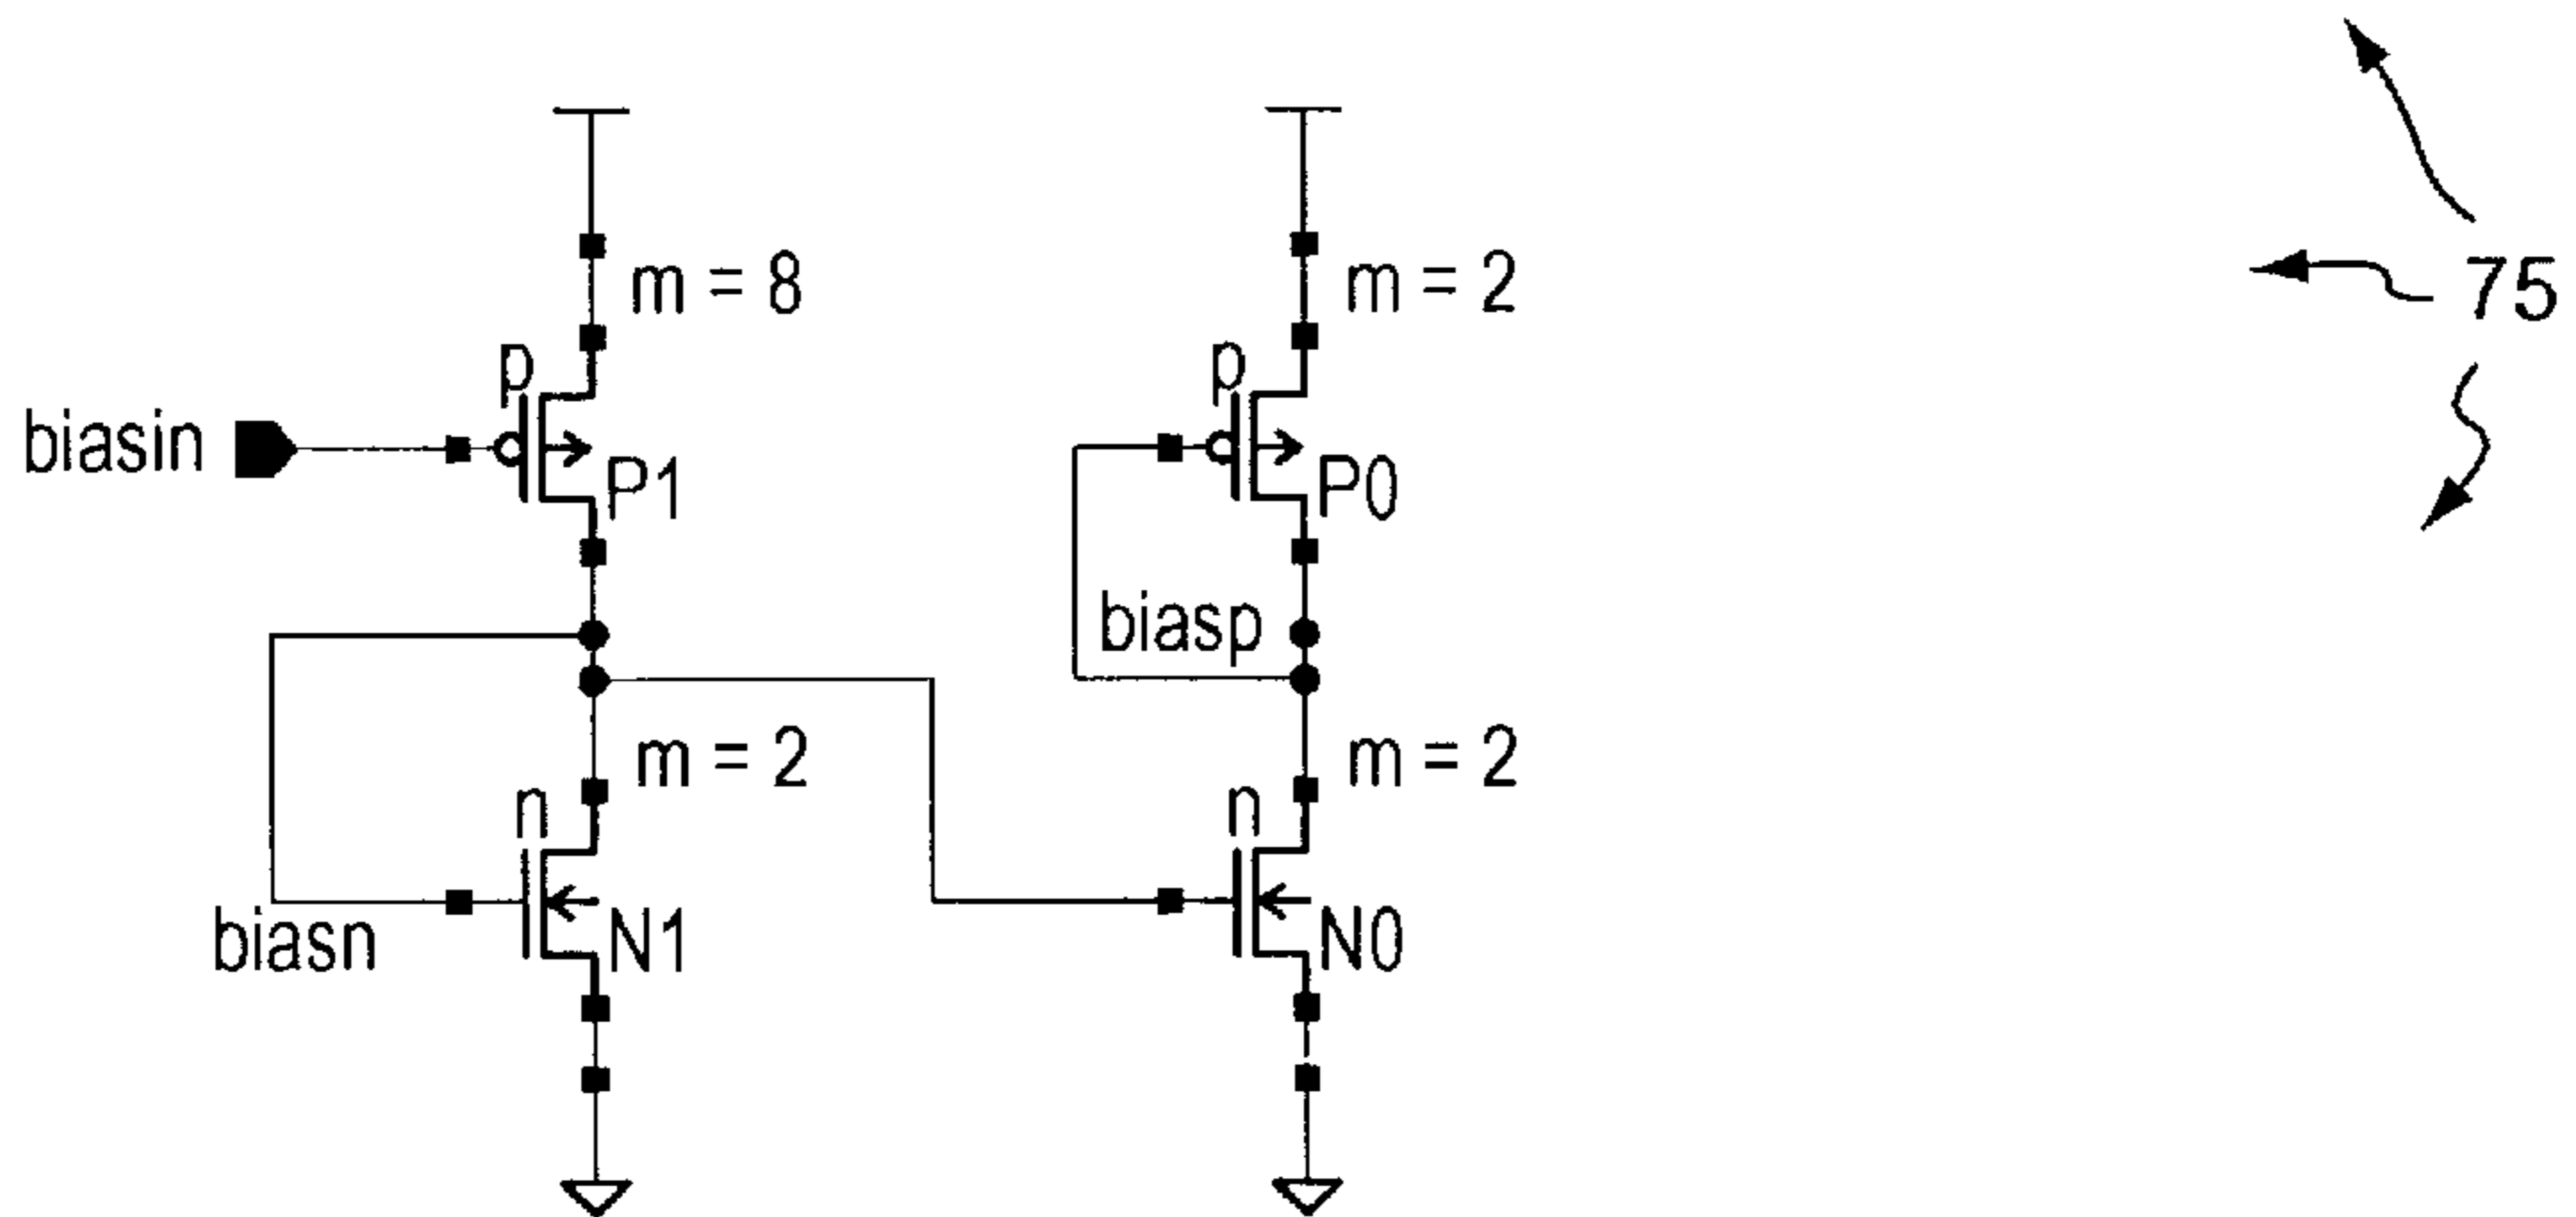 m = 8
m = 2
75
p
p
biasin
P1
P0
biasp
m = 2
m = 2
n
n
biasn
N1
N0